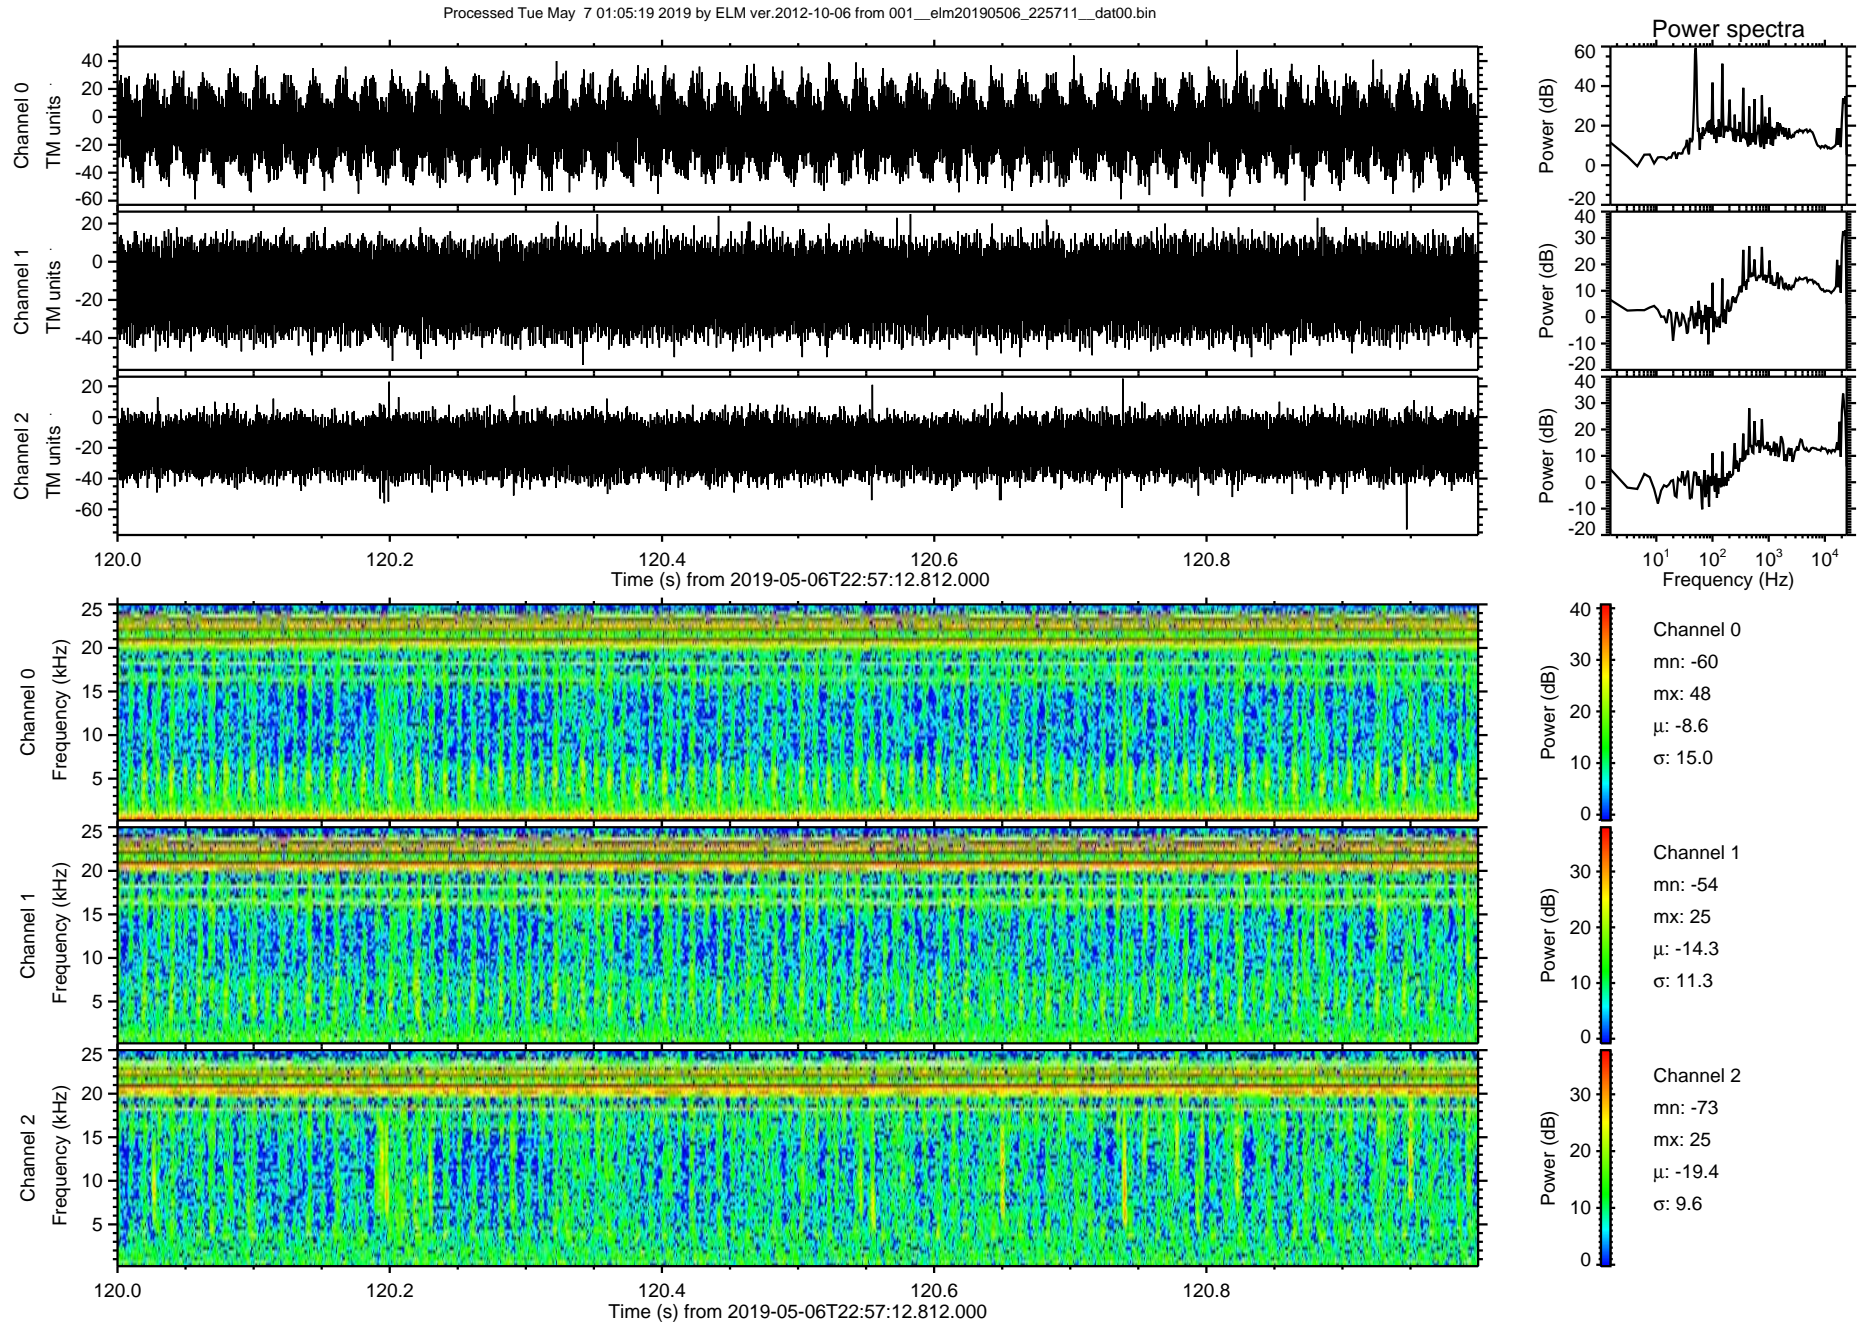 Processed Tue May  7 01:05:19 2019 by ELM ver.2012-10-06 from 001__elm20190506_225711__dat00.bin
Power spectra
Channel 0
TM units
40
20
0
-20
-40
-60
Power (dB)
60
40
20
0
-20
Channel 1
TM units
20
0
-20
-40
Power (dB)
40
30
20
10
0
-10
-20
Channel 2
TM units
20
0
-20
-40
-60
Power (dB)
40
30
20
10
0
-10
-20
120.0 120.2 120.4 120.6 120.8
Time (s) from 2019-05-06T22:57:12.812.000
10^1 10^2 10^3 10^4
Frequency (Hz)
Channel 0
Frequency (kHz)
25
20
15
10
5
Power (dB)
40
30
20
10
0
Channel 0
mn: -60
mx: 48
μ: -8.6
σ: 15.0
Channel 1
Frequency (kHz)
25
20
15
10
5
Power (dB)
30
20
10
0
Channel 1
mn: -54
mx: 25
μ: -14.3
σ: 11.3
Channel 2
Frequency (kHz)
25
20
15
10
5
Power (dB)
30
20
10
0
Channel 2
mn: -73
mx: 25
μ: -19.4
σ: 9.6
120.0 120.2 120.4 120.6 120.8
Time (s) from 2019-05-06T22:57:12.812.000